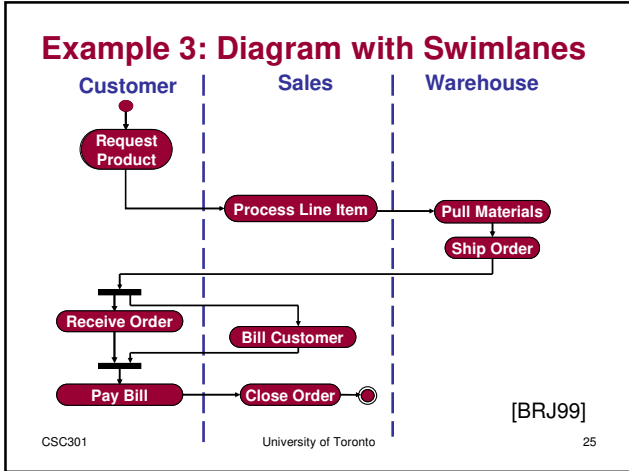 Example 3: Diagram with Swimlanes
Customer
Sales
Warehouse
Request
Product
Process Line Item
Pull Materials
Ship Order
Receive Order
Bill Customer
Pay Bill
Close Order
[BRJ99]
CSC301
University of Toronto
25